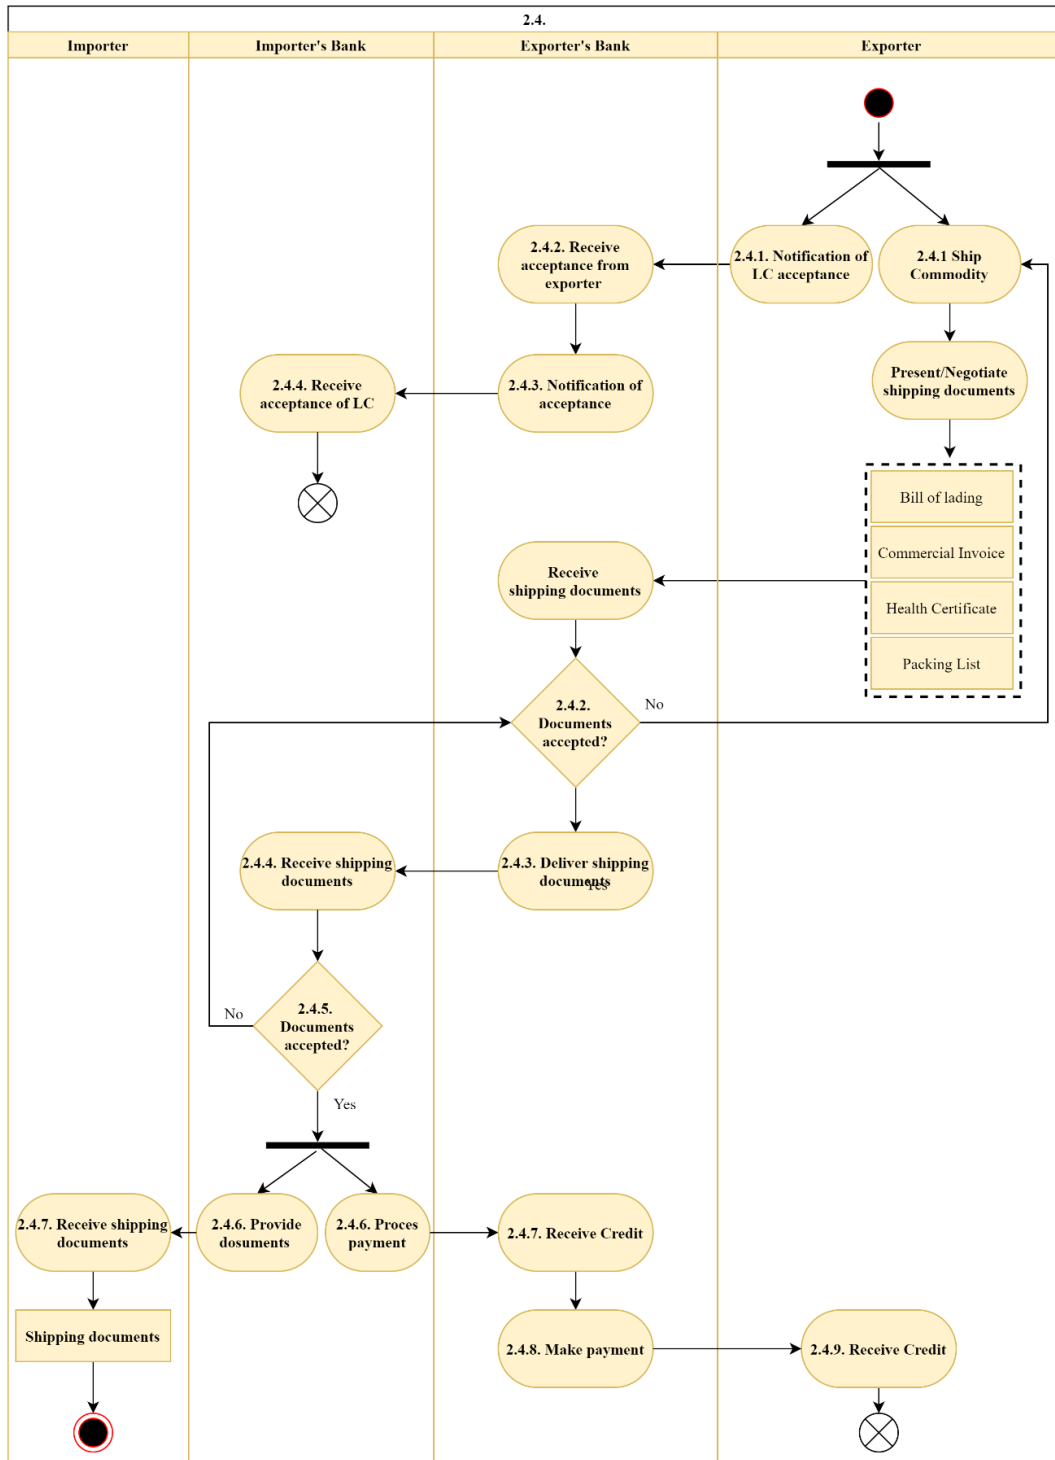 2.4.
Importer
Importer's Bank
Exporter's Bank
Exporter
2.4.2. Receive
acceptance from
exporter
2.4.1. Notification of
LC acceptance
2.4.1 Ship
Commodity
2.4.4. Receive
acceptance of LC
2.4.3. Notification of
acceptance
Present/Negotiate
shipping documents
Bill of lading
Commercial Invoice
Health Certificate
Packing List
Receive
shipping documents
2.4.2.
Documents
accepted?
No
2.4.4. Receive shipping
documents
2.4.3. Deliver shipping
documents
Yes
2.4.5.
Documents
accepted?
No
Yes
2.4.7. Receive shipping
documents
2.4.6. Provide
dosuments
2.4.6. Proces
payment
2.4.7. Receive Credit
Shipping documents
2.4.8. Make payment
2.4.9. Receive Credit